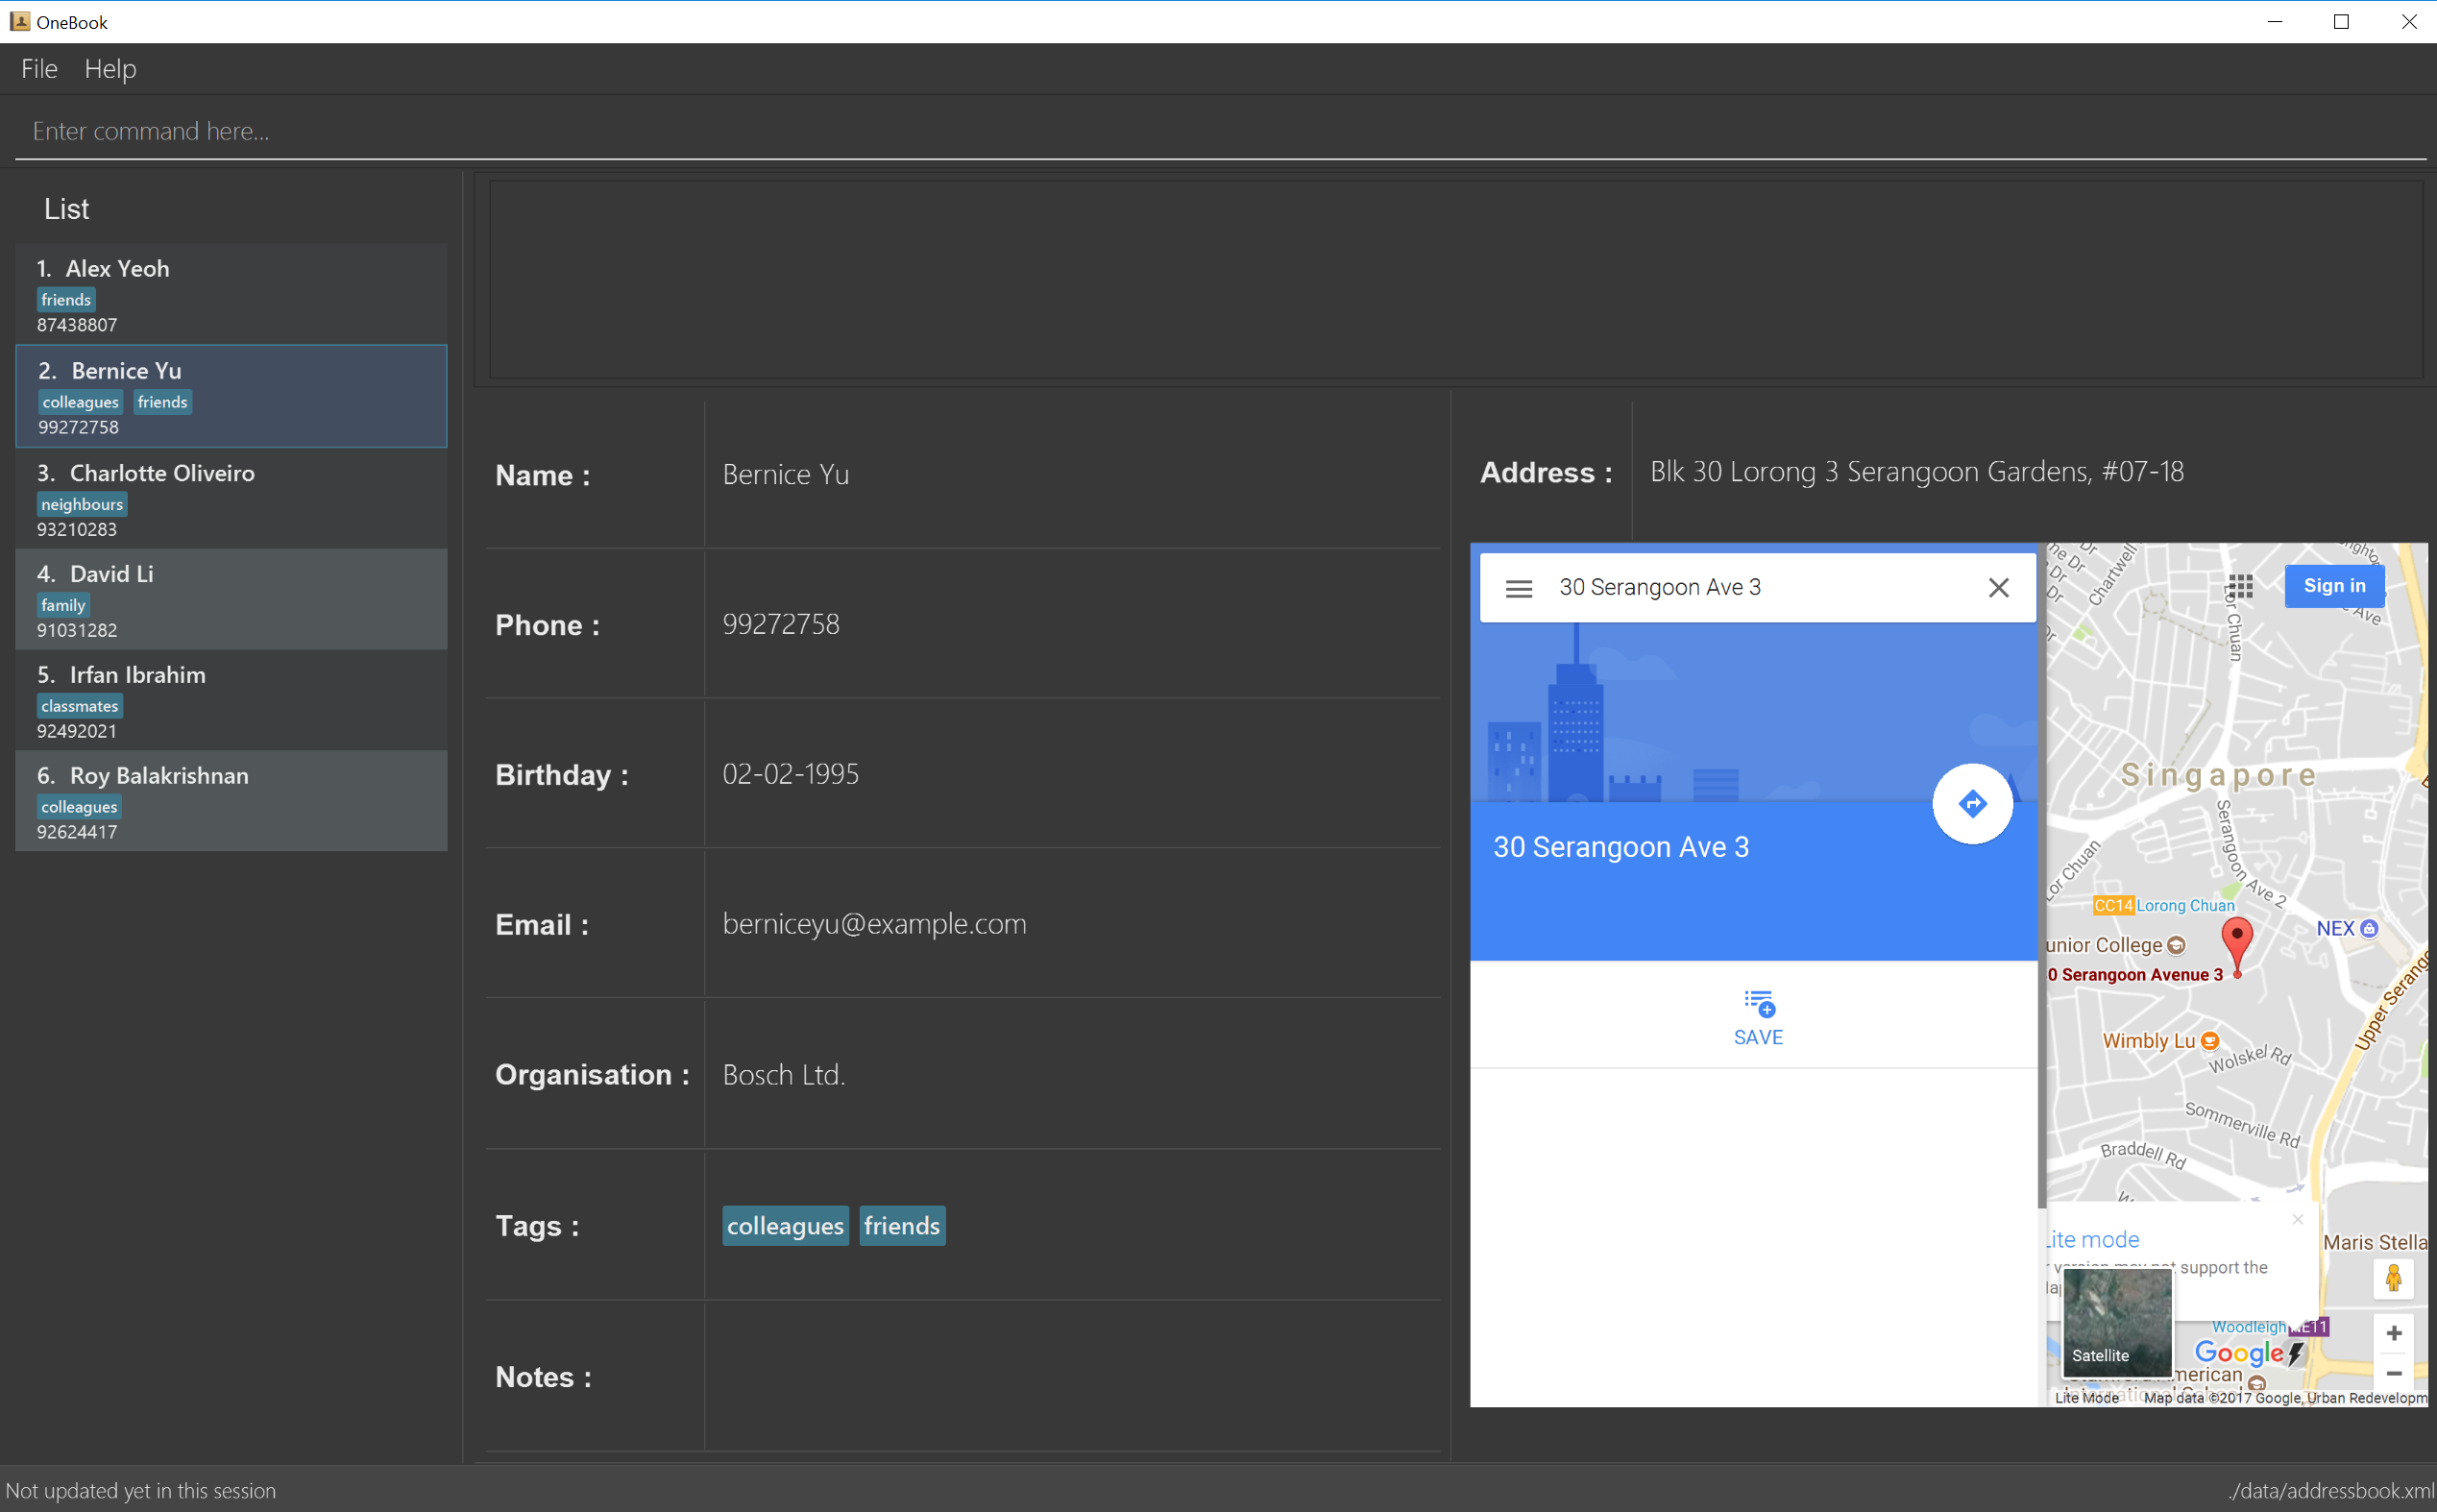 OneBook
File Help
Enter command here...
List
1. Alex Yeoh
friends
87438807
2. Bernice Yu
colleagues friends
99272758
3. Charlotte Oliveiro
neighbours
93210283
4. David Li
family
91031282
5. Irfan Ibrahim
classmates
92492021
6. Roy Balakrishnan
colleagues
92624417
Name : Bernice Yu
Phone : 99272758
Birthday : 02-02-1995
Email : berniceyu@example.com
Organisation : Bosch Ltd.
Tags : colleagues friends
Notes :
Address : Blk 30 Lorong 3 Serangoon Gardens, #07-18
30 Serangoon Ave 3
30 Serangoon Ave 3
SAVE
Sign in
Chartwell
Lor Chuan
Ave
Singapore
Serangoon Ave 2
Lor Chuan
CC14 Lorong Chuan
NEX
unior College
0 Serangoon Avenue 3
Upper Serango
Wimbly Lu
Wolskel Rd
Sommerville Rd
Braddell Rd
Lite mode
Maris Stella
support the
Woodleigh
Satellite
Google
merican
Lite Mode Map data ©2017 Google, Urban Redevelopm
Not updated yet in this session
./data/addressbook.xml